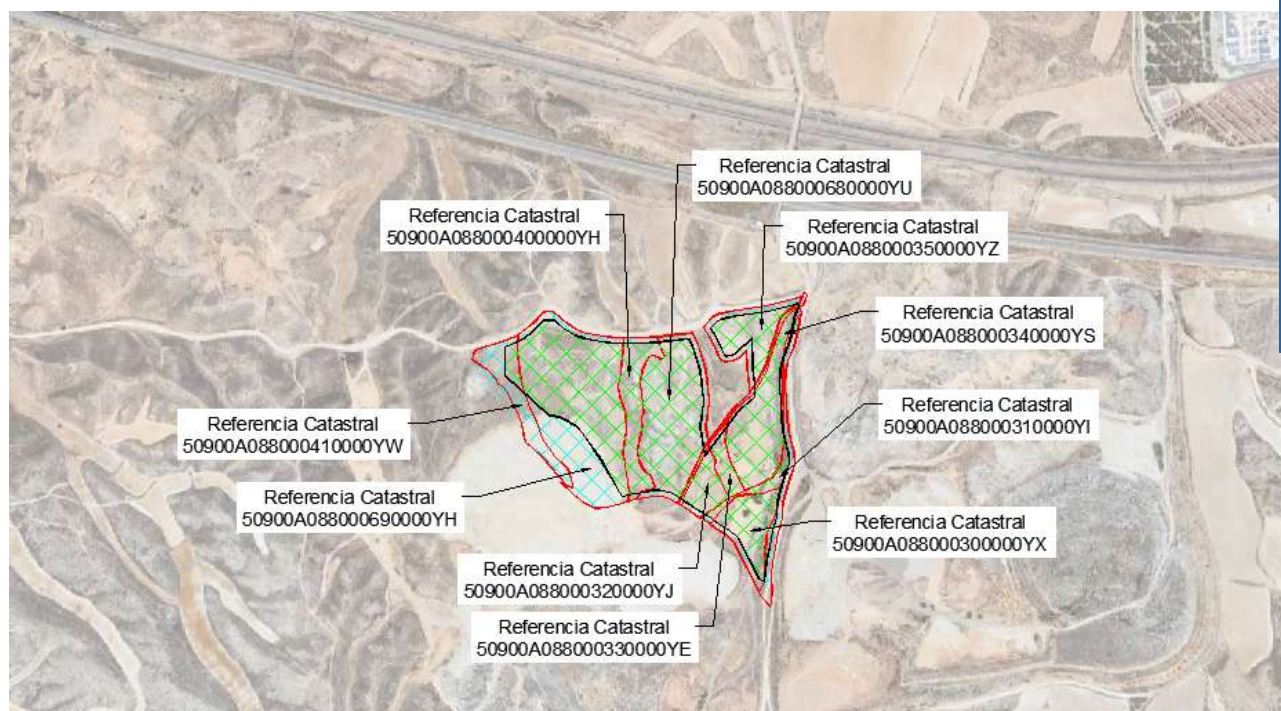 Referencia Catastral
50900A088000680000YU
Referencia Catastral
50900A088000400000YH
Referencia Catastral
50900A088000350000YZ
Referencia Catastral
50900A088000340000YS
Referencia Catastral
50900A088000310000YI
Referencia Catastral
50900A088000410000YW
Referencia Catastral
50900A088000690000YH
Referencia Catastral
50900A088000300000YX
Referencia Catastral
50900A088000320000YJ
Referencia Catastral
50900A088000330000YE